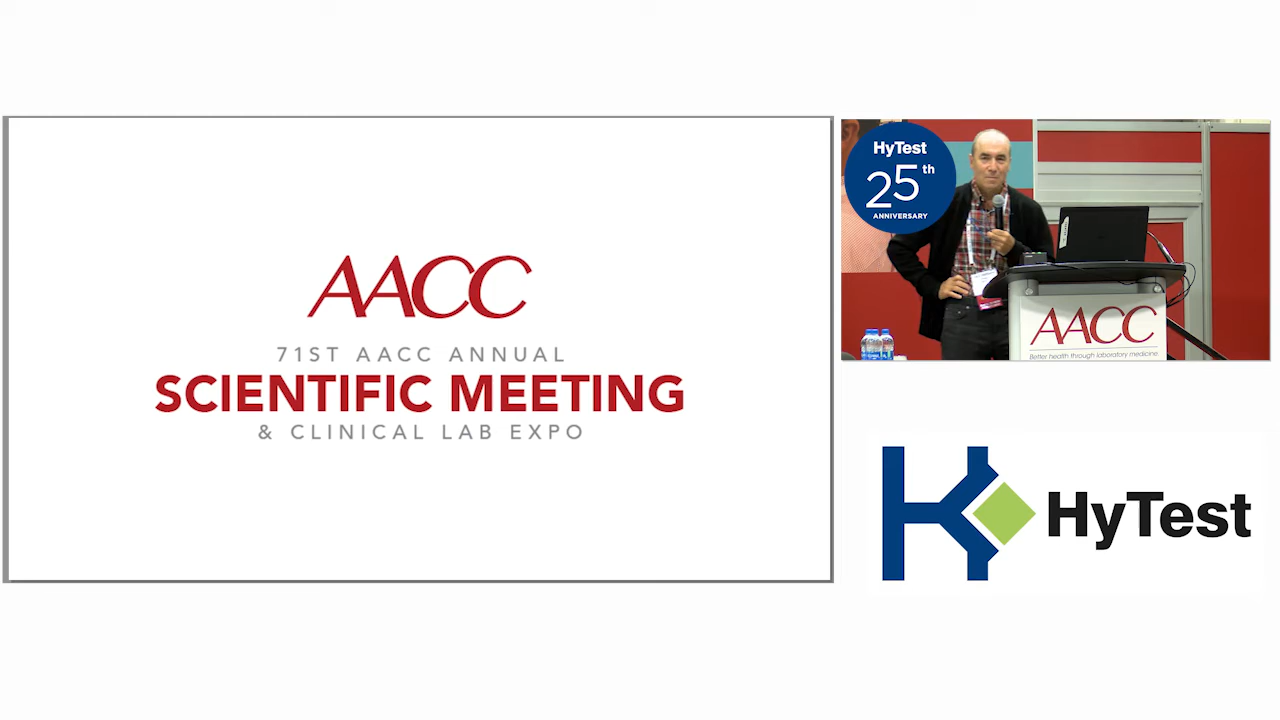 AACC
71ST AACC ANNUAL
SCIENTIFIC MEETING
& CLINICAL LAB EXPO
HyTest
25th
ANNIVERSARY
AACC
Better health through laboratory medicine.
HyTest